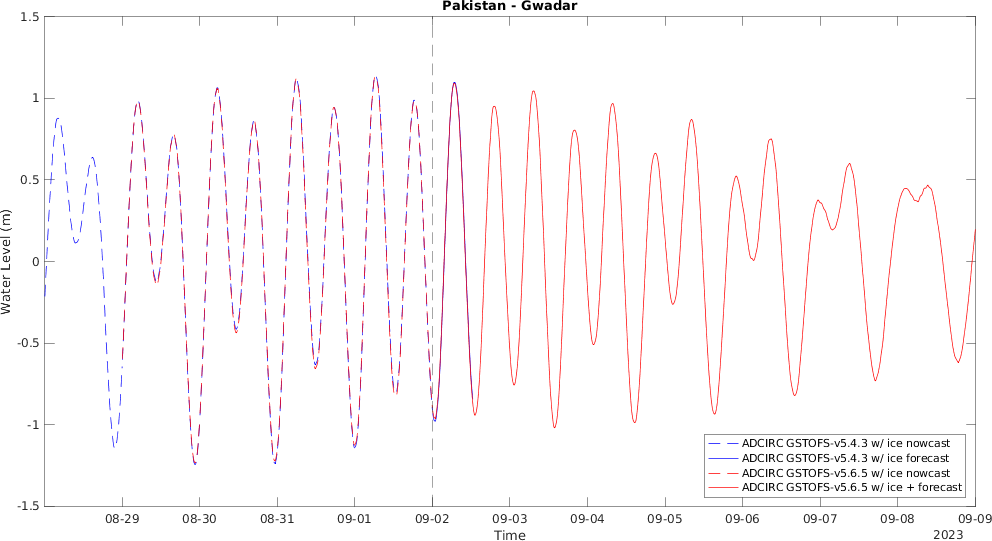 Pakistan - Gwadar
1.5
1
0.5
0
-0.5
-1
-1.5
Water Level (m)
ADCIRC GSTOFS-v5.4.3 w/ ice nowcast
ADCIRC GSTOFS-v5.4.3 w/ ice forecast
ADCIRC GSTOFS-v5.6.5 w/ ice nowcast
ADCIRC GSTOFS-v5.6.5 w/ ice + forecast
08-29 08-30 08-31 09-01 09-02 09-03 09-04 09-05 09-06 09-07 09-08 09-09
Time
2023